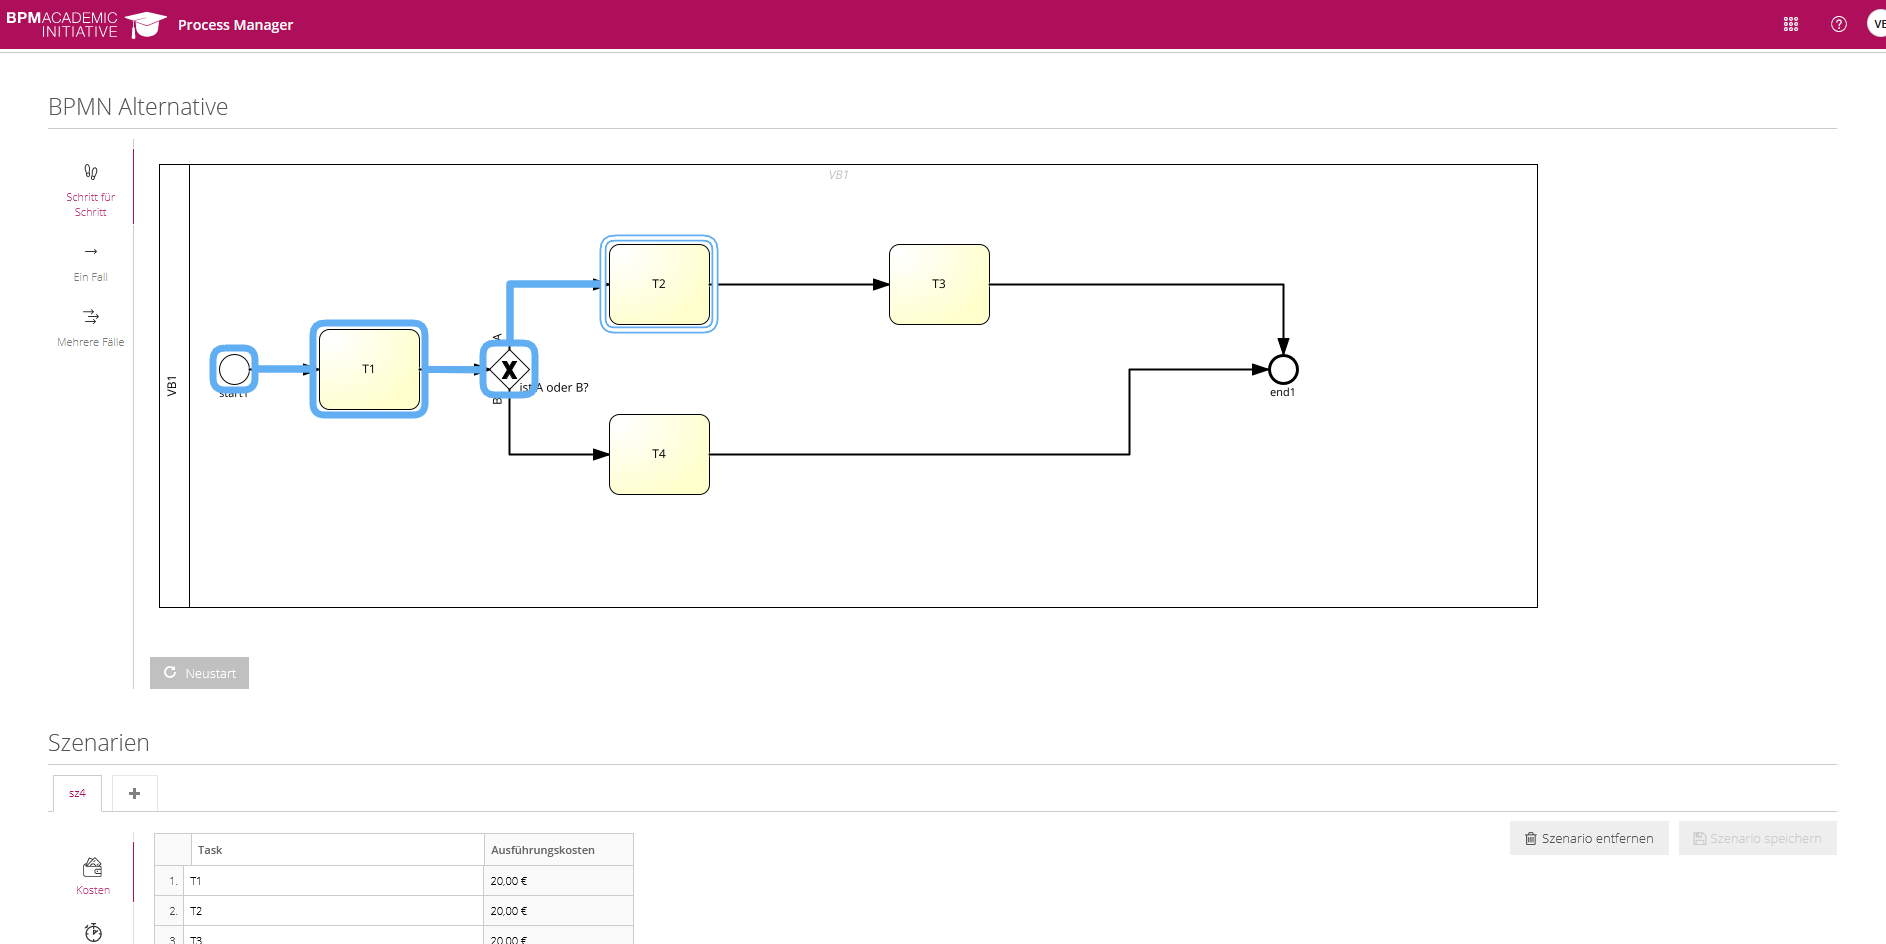 BPMACADEMIC
INITIATIVE
Process Manager
VE
BPMN Alternative
Schritt für
Schritt
Ein Fall
Mehrere Fälle
VB1
VB1
start1
T1
A
X
ist A oder B?
B
T2
T3
T4
end1
Neustart
Szenarien
sz4
+
Szenario entfernen
Szenario speichern
Kosten
Task Ausführungskosten
1. T1 20,00 €
2. T2 20,00 €
3. T3 20,00 €